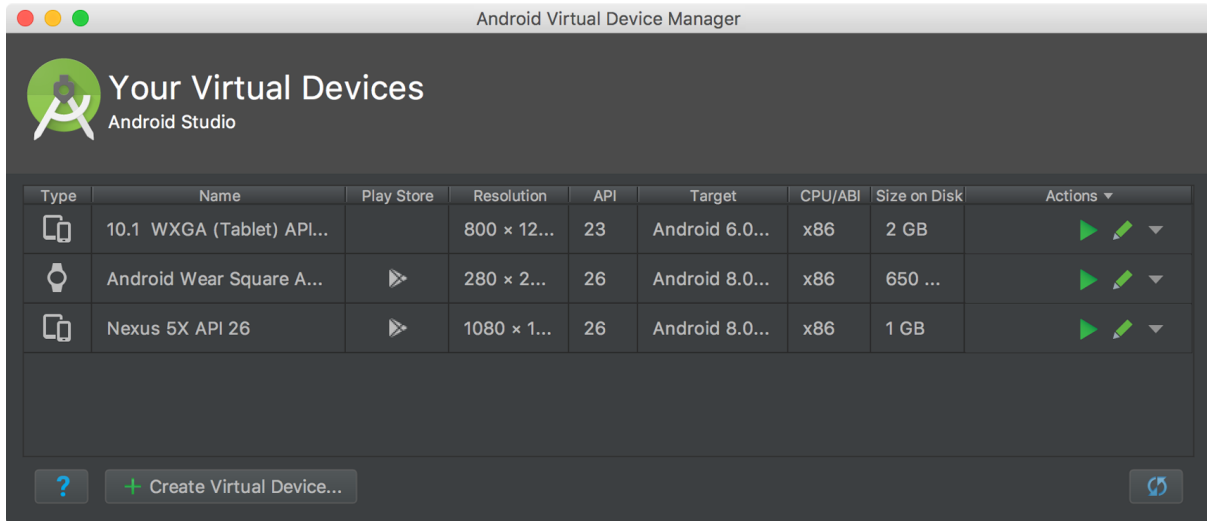 Android Virtual Device Manager
Your Virtual Devices
Android Studio
Type Name Play Store Resolution API Target CPU/ABI Size on Disk Actions
10.1 WXGA (Tablet) API... 800 × 12... 23 Android 6.0... x86 2 GB
Android Wear Square A... 280 × 2... 26 Android 8.0... x86 650 ...
Nexus 5X API 26 1080 × 1... 26 Android 8.0... x86 1 GB
? + Create Virtual Device...